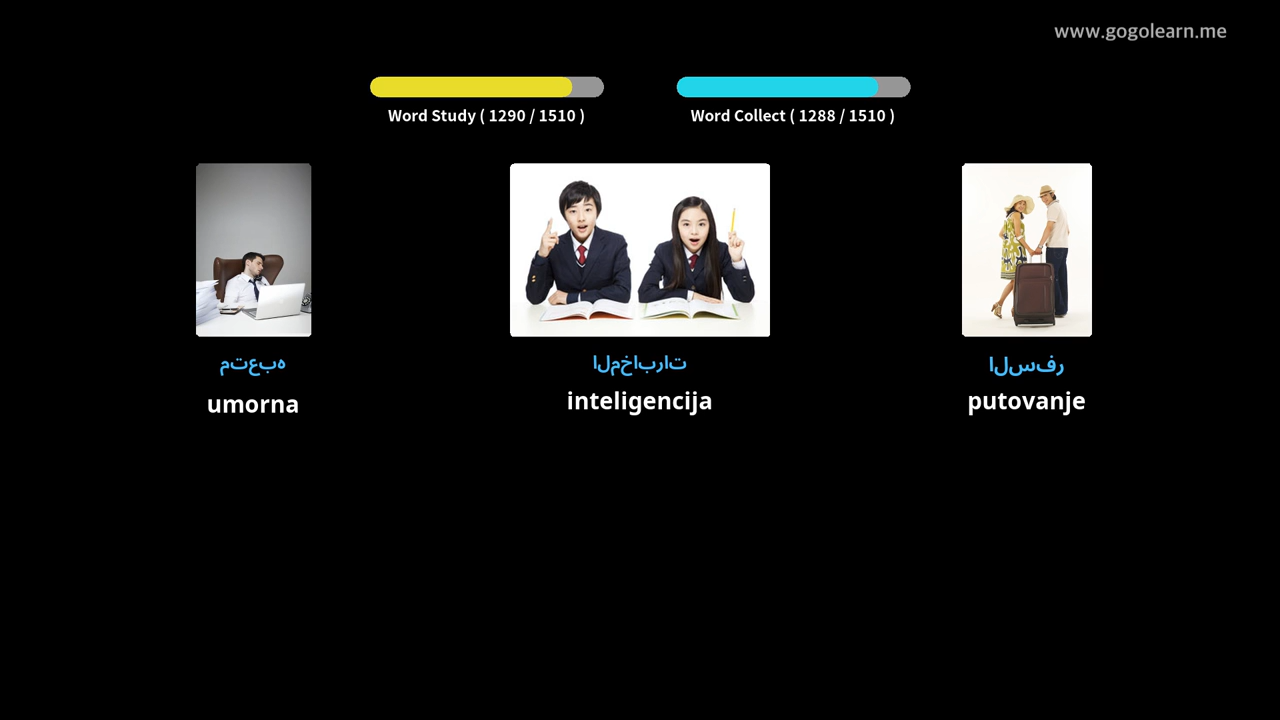 www.gogolearn.me
Word Study ( 1290 / 1510 )
Word Collect ( 1288 / 1510 )
متعبه
umorna
المخابرات
inteligencija
السفر
putovanje